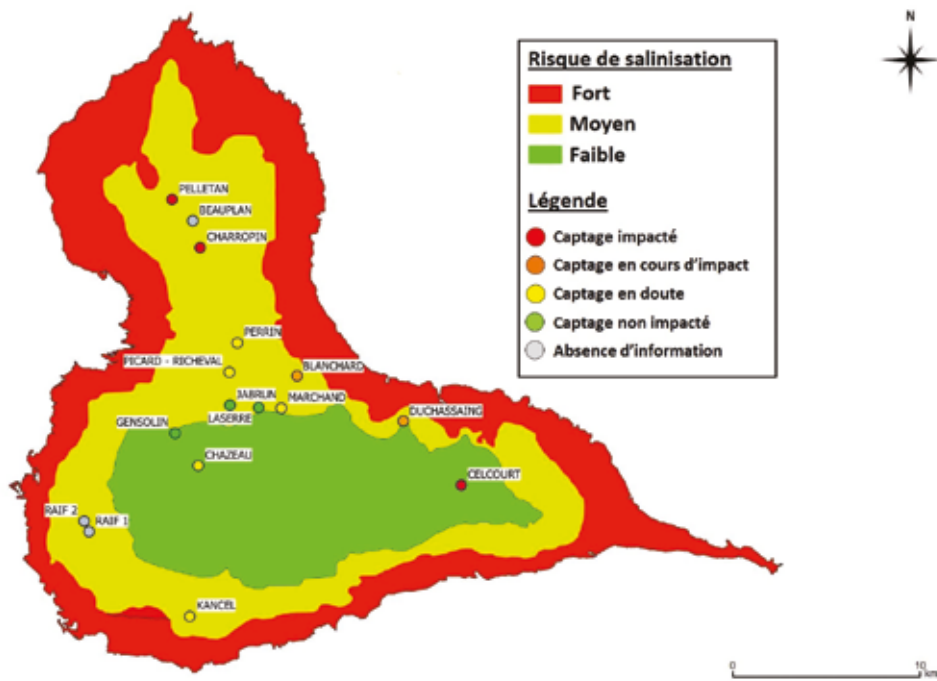 N
Risque de salinisation
Fort
Moyen
Faible
Légende
Captage impacté
Captage en cours d'impact
Captage en doute
Captage non impacté
Absence d'information
PELLETAN
BEAUPLAN
CHARROPIN
PERRIN
PICARD - RICHEVAL
BLANCHARD
JABRUN
MARCHAND
LASERRE
DUCHASSAING
GENSOLIN
CHAZEAU
CELCOURT
RAIF 2
RAIF 1
KANCEL
0 10
km